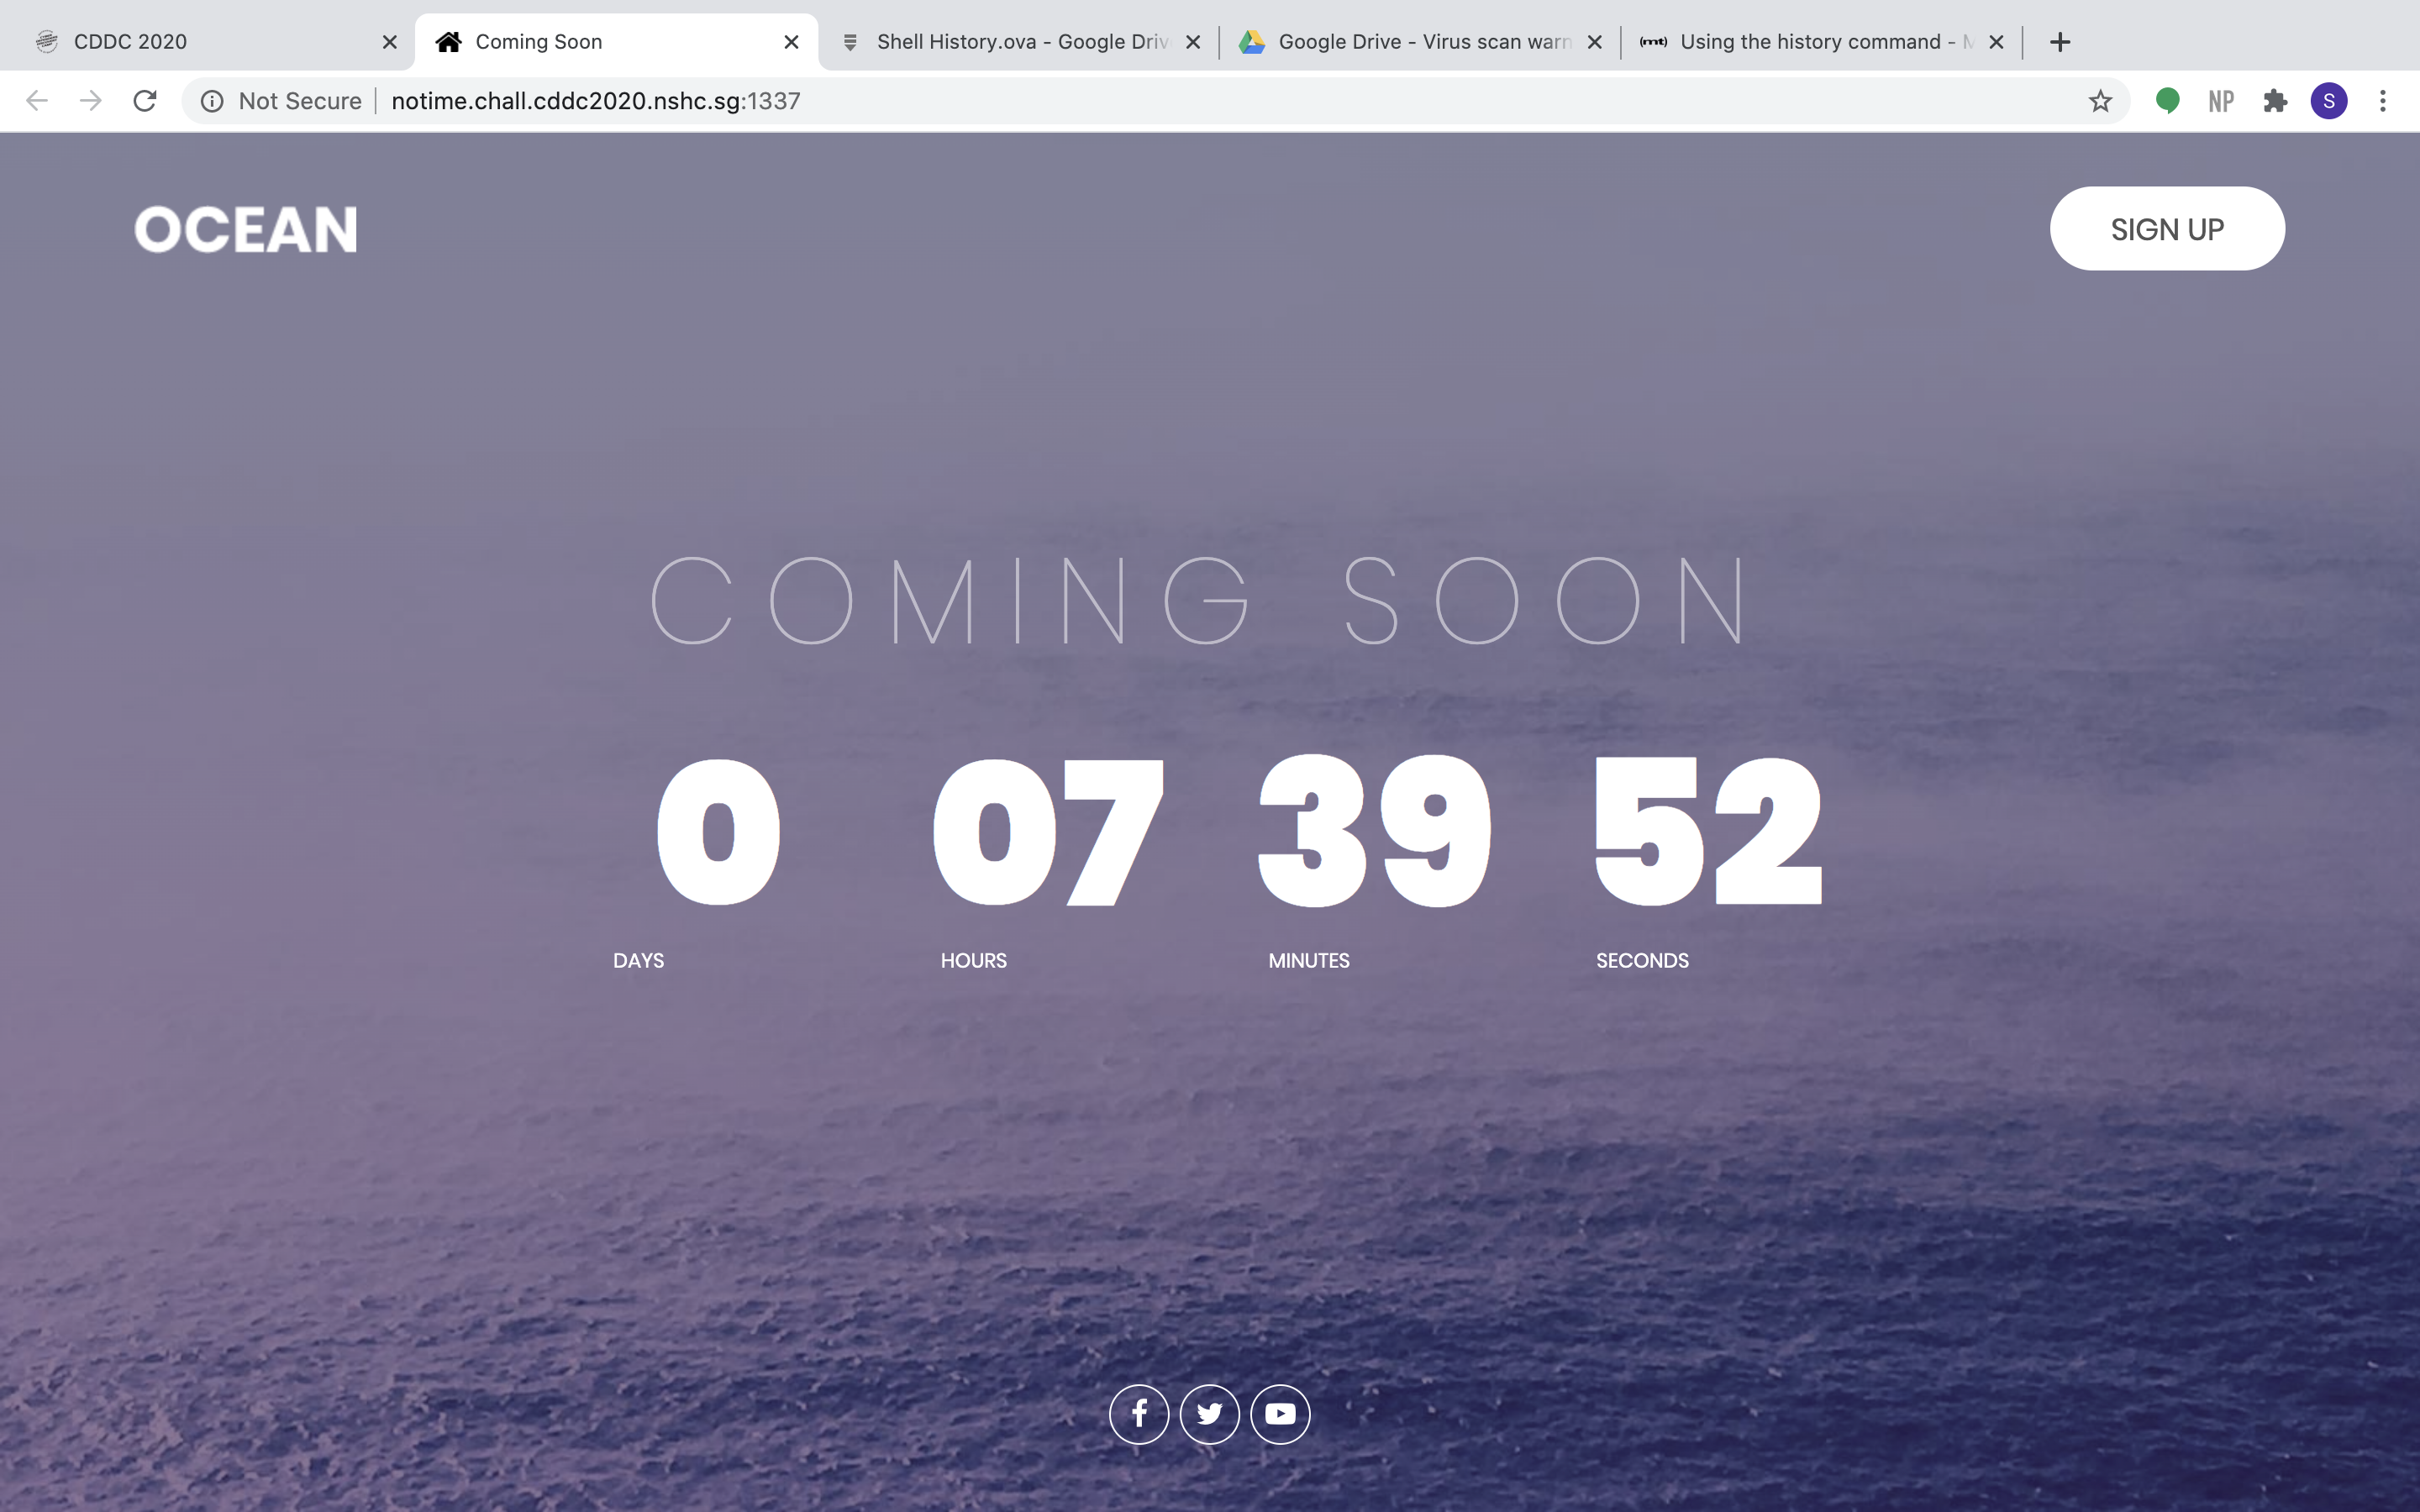 CDDC 2020
Coming Soon
Shell History.ova - Google Driv
Google Drive - Virus scan warn
Using the history command -
Not Secure
notime.chall.cddc2020.nshc.sg:1337
NP
S
OCEAN
SIGN UP
COMING SOON
0 07 39 52
DAYS HOURS MINUTES SECONDS